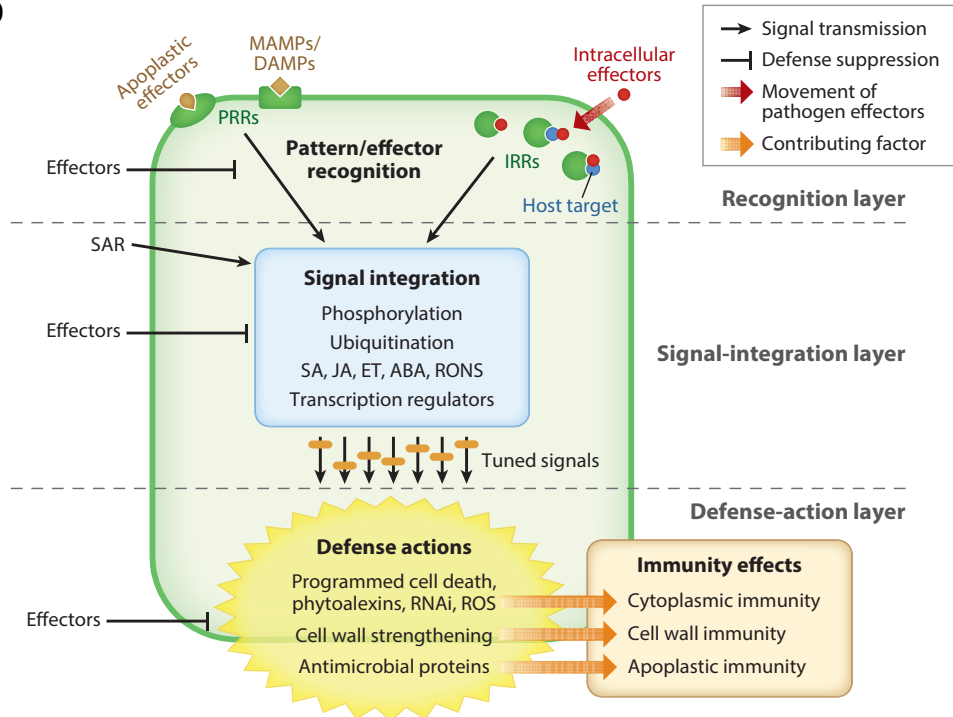 Apoplastic
effectors
MAMPs/
DAMPs
PRRs
Intracellular
effectors
Signal transmission
Defense suppression
Movement of
pathogen effectors
Contributing factor
Effectors
Pattern/effector
recognition
IRRs
Host target
Recognition layer
SAR
Signal integration
Phosphorylation
Ubiquitination
SA, JA, ET, ABA, RONS
Transcription regulators
Effectors
Signal-integration layer
Tuned signals
Defense-action layer
Defense actions
Programmed cell death,
phytoalexins, RNAi, ROS
Cell wall strengthening
Antimicrobial proteins
Effectors
Immunity effects
Cytoplasmic immunity
Cell wall immunity
Apoplastic immunity